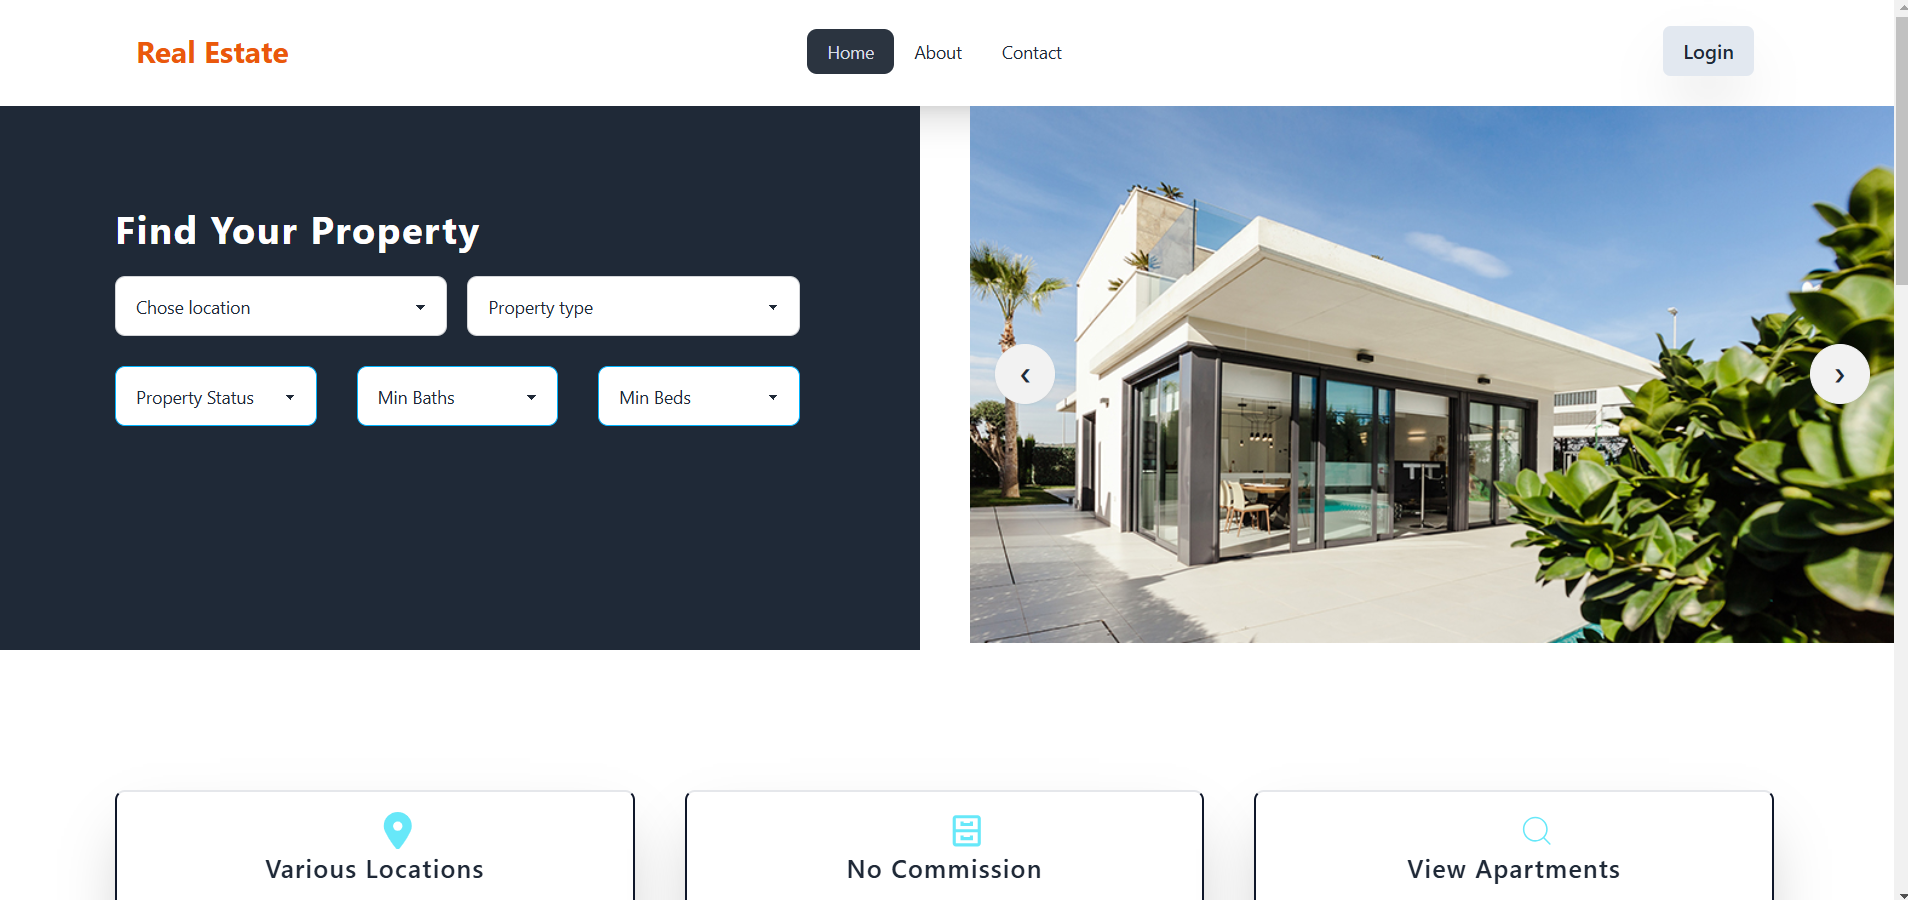 Real Estate
Home About Contact
Login
Find Your Property
Chose location
Property type
Property Status
Min Baths
Min Beds
‹
›
Various Locations
No Commission
View Apartments